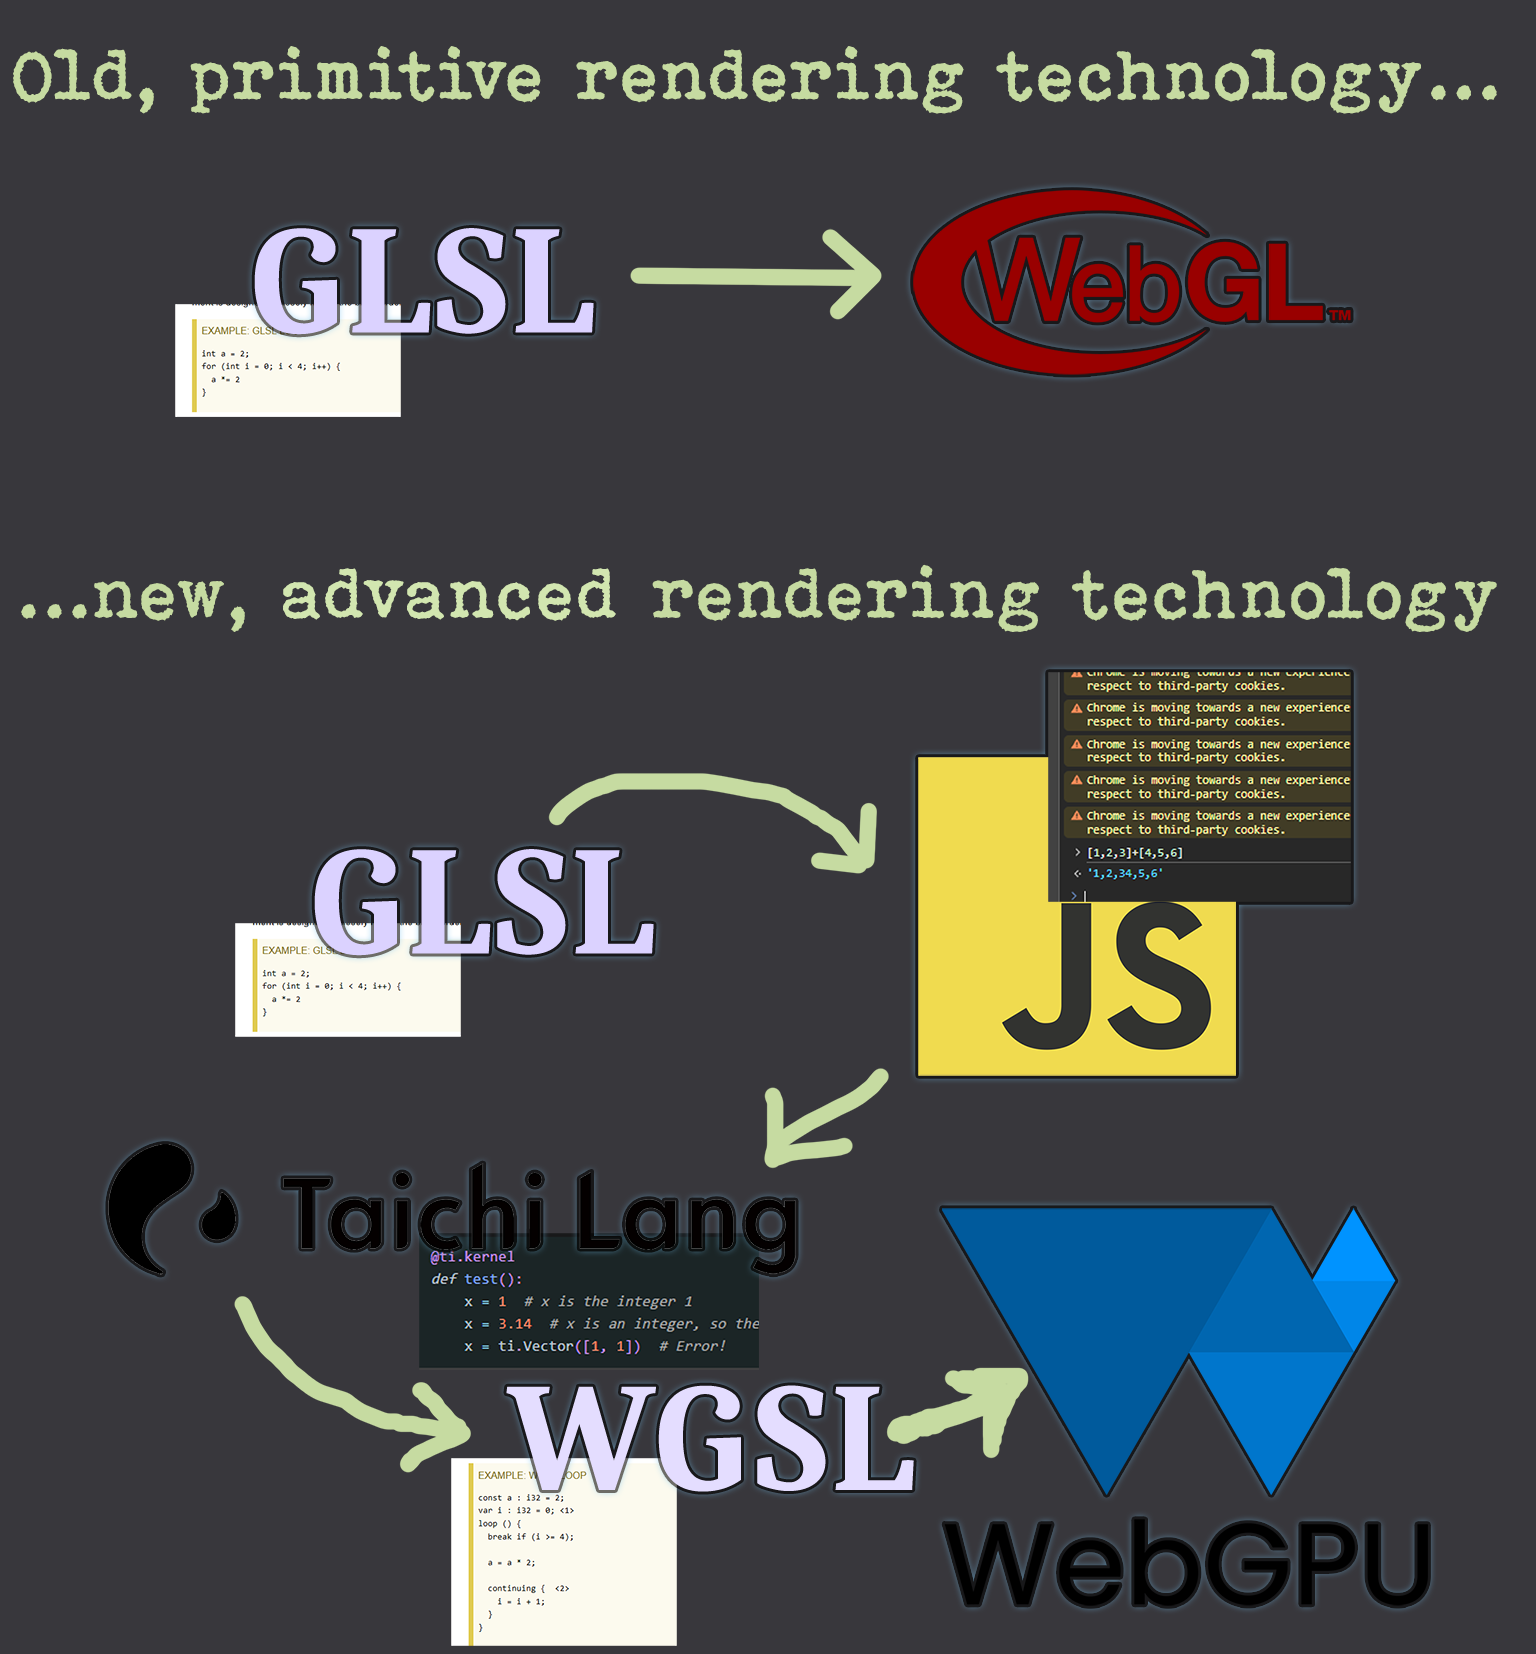 Old, primitive rendering technology...
GLSL
WebGL™
EXAMPLE: GLSL
int a = 2;
for (int i = 0; i < 4; i++) {
a *= 2
}
...new, advanced rendering technology
respect to third-party cookies.
Chrome is moving towards a new experience
respect to third-party cookies.
Chrome is moving towards a new experience
respect to third-party cookies.
Chrome is moving towards a new experience
respect to third-party cookies.
Chrome is moving towards a new experience
respect to third-party cookies.
> [1,2,3]+[4,5,6]
'1,2,34,5,6'
>
JS
GLSL
EXAMPLE: GLSL
int a = 2;
for (int i = 0; i < 4; i++) {
a *= 2
}
Taichi Lang
@ti.kernel
def test():
x = 1 # x is the integer 1
x = 3.14 # x is an integer, so the
x = ti.Vector([1, 1]) # Error!
WGSL
EXAMPLE: W LOOP
const a : i32 = 2;
var i : i32 = 0; <1>
loop () {
break if (i >= 4);
a = a * 2;
continuing { <2>
i = i + 1;
}
}
WebGPU